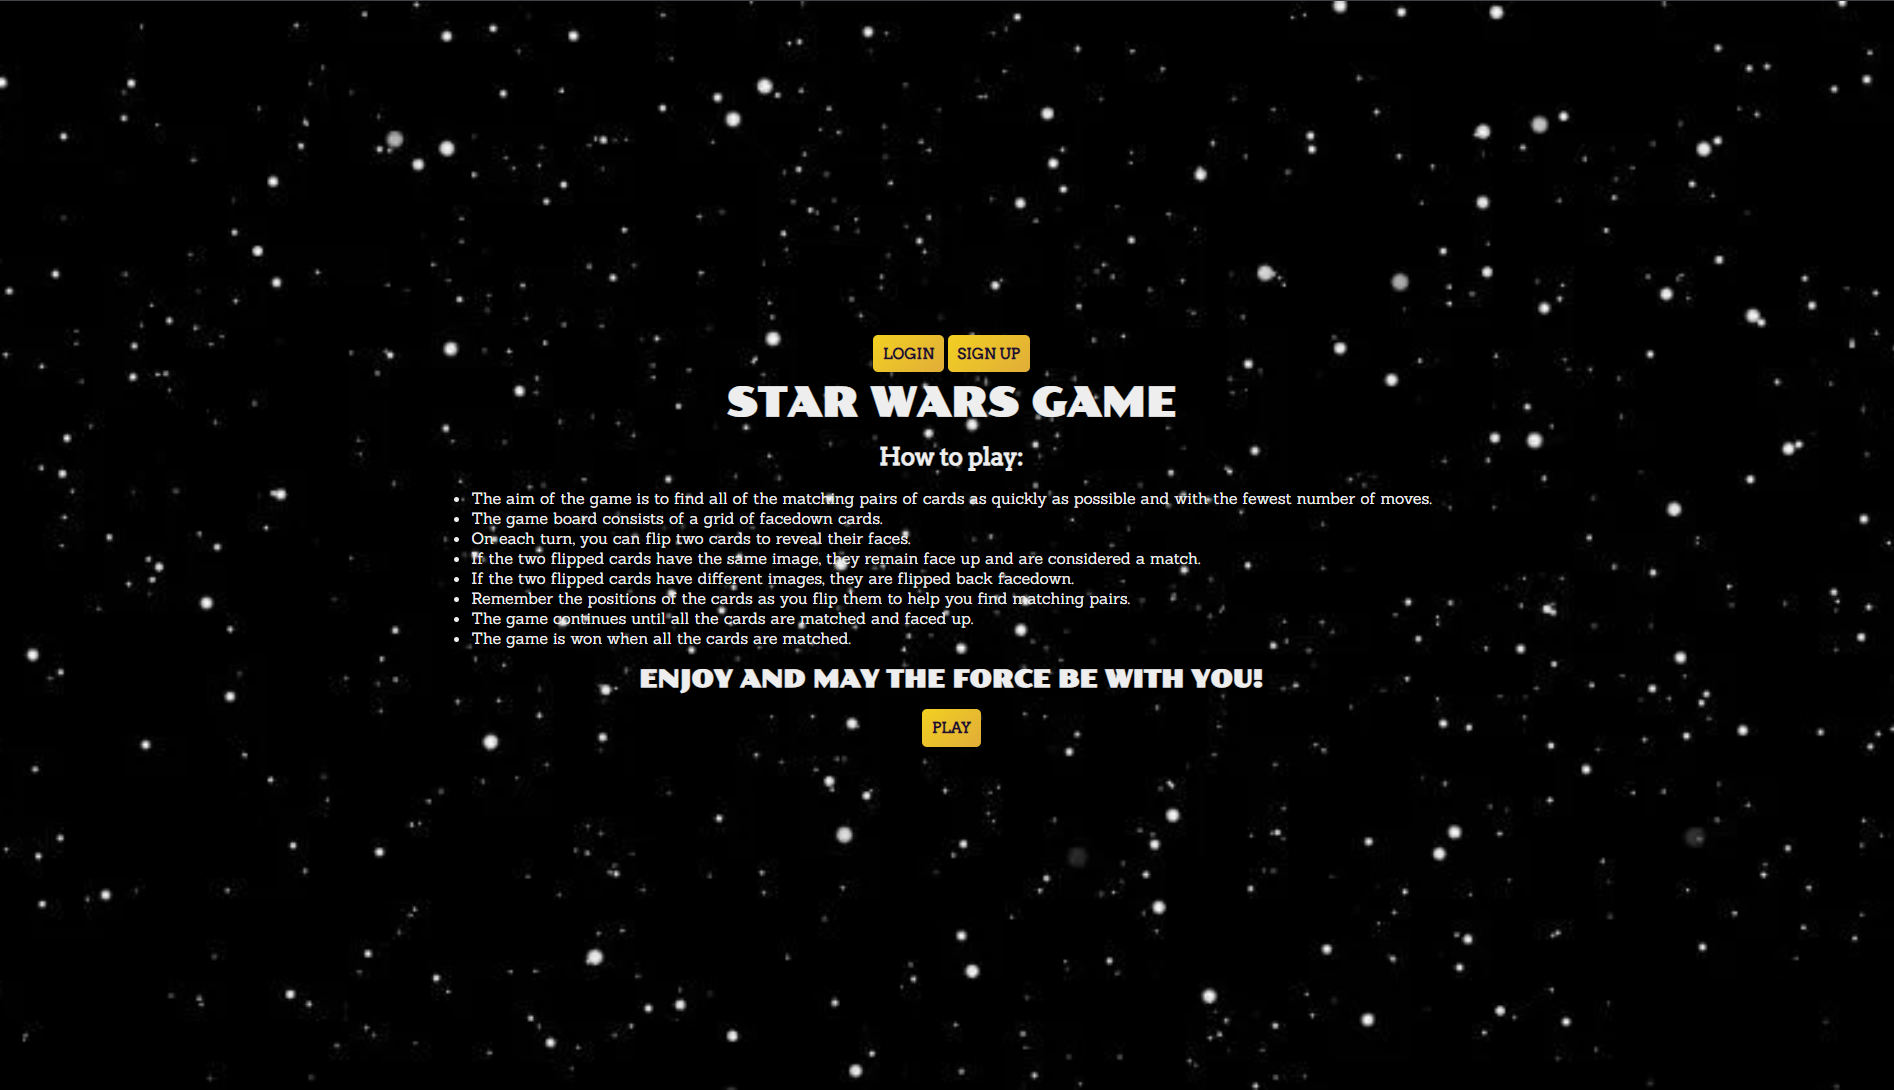 LOGIN SIGN UP
STAR WARS GAME
How to play:
• The aim of the game is to find all of the matching pairs of cards as quickly as possible and with the fewest number of moves.
• The game board consists of a grid of facedown cards.
• On each turn, you can flip two cards to reveal their faces.
• If the two flipped cards have the same image, they remain face up and are considered a match.
• If the two flipped cards have different images, they are flipped back facedown.
• Remember the positions of the cards as you flip them to help you find matching pairs.
• The game continues until all the cards are matched and faced up.
• The game is won when all the cards are matched.
ENJOY AND MAY THE FORCE BE WITH YOU!
PLAY